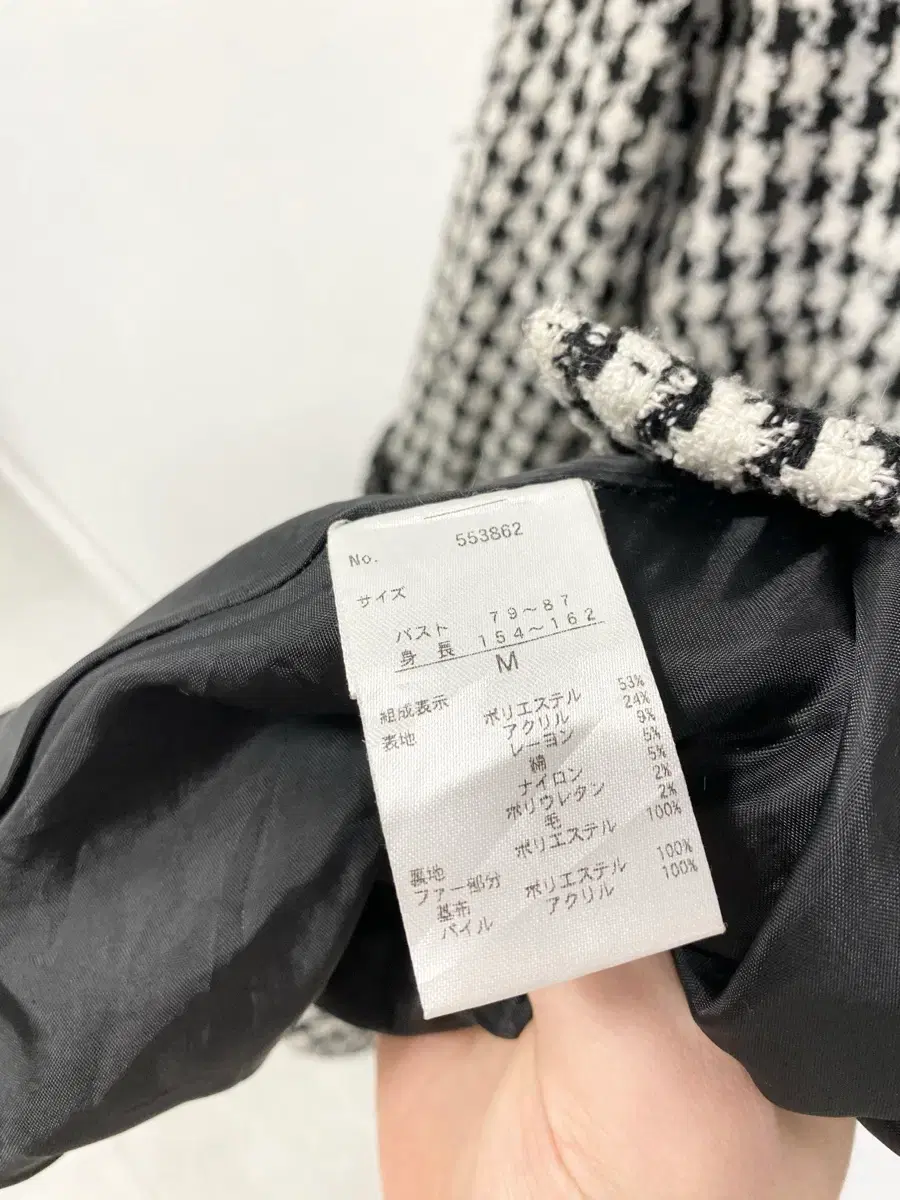 No. 553862
サイズ
バスト 79～87
身長 154～162
M
組成表示
表地 ポリエステル 53%
アクリル 24%
レーヨン 9%
綿 5%
ナイロン 5%
ポリウレタン 2%
毛 2%
裏地 ポリエステル 100%
ファー部分
基布 ポリエステル 100%
パイル アクリル 100%